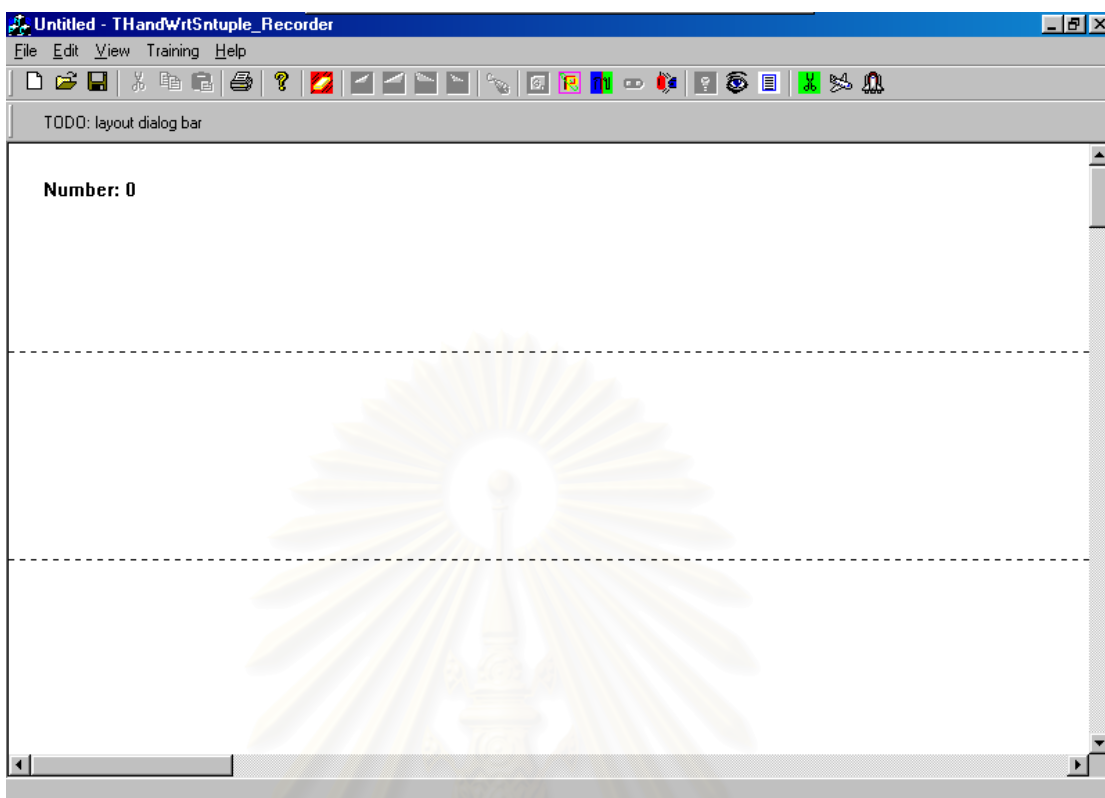 Untitled - THandWrtSntuple_Recorder
File Edit View Training Help
TODO: layout dialog bar
Number: 0